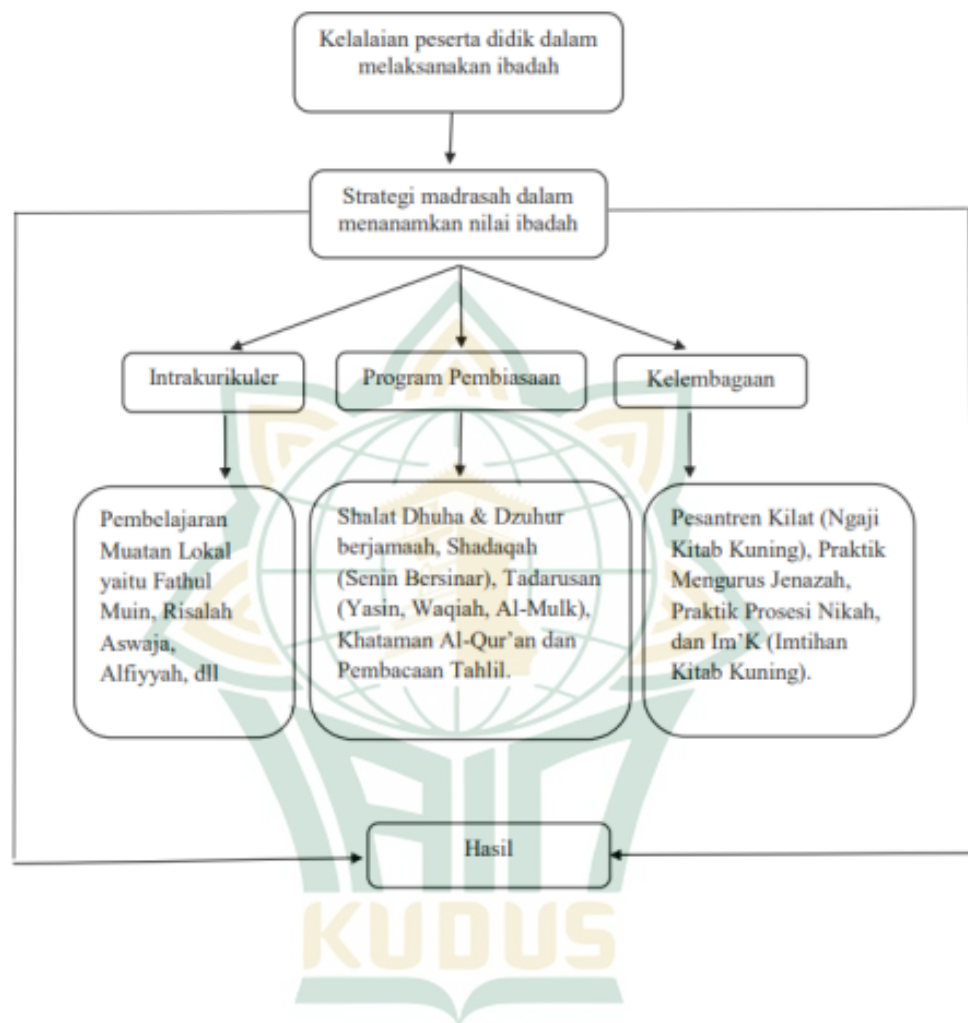 Kelalaian peserta didik dalam
melaksanakan ibadah
Strategi madrasah dalam
menanamkan nilai ibadah
Intrakurikuler
Program Pembiasaan
Kelembagaan
Pembelajaran
Muatan Lokal
yaitu Fathul
Muin, Risalah
Aswaja,
Alfiyyah, dll
Shalat Dhuha & Dzuhur
berjamaah, Shadaqah
(Senin Bersinar), Tadarusan
(Yasin, Waqiah, Al-Mulk),
Khataman Al-Qur’an dan
Pembacaan Tahlil.
Pesantren Kilat (Ngaji
Kitab Kuning), Praktik
Mengurus Jenazah,
Praktik Prosesi Nikah,
dan Im’K (Imtihan
Kitab Kuning).
Hasil
IAIN
KUDUS